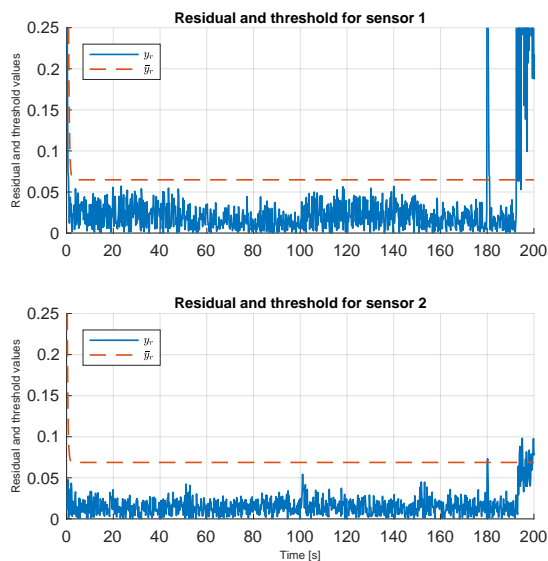 Residual and threshold for sensor 1
Residual and threshold values
0.25
0.2
0.15
0.1
0.05
0
y_r
ȳ_r
0 20 40 60 80 100 120 140 160 180 200
Residual and threshold for sensor 2
Residual and threshold values
0.25
0.2
0.15
0.1
0.05
0
y_r
ȳ_r
0 20 40 60 80 100 120 140 160 180 200
Time [s]